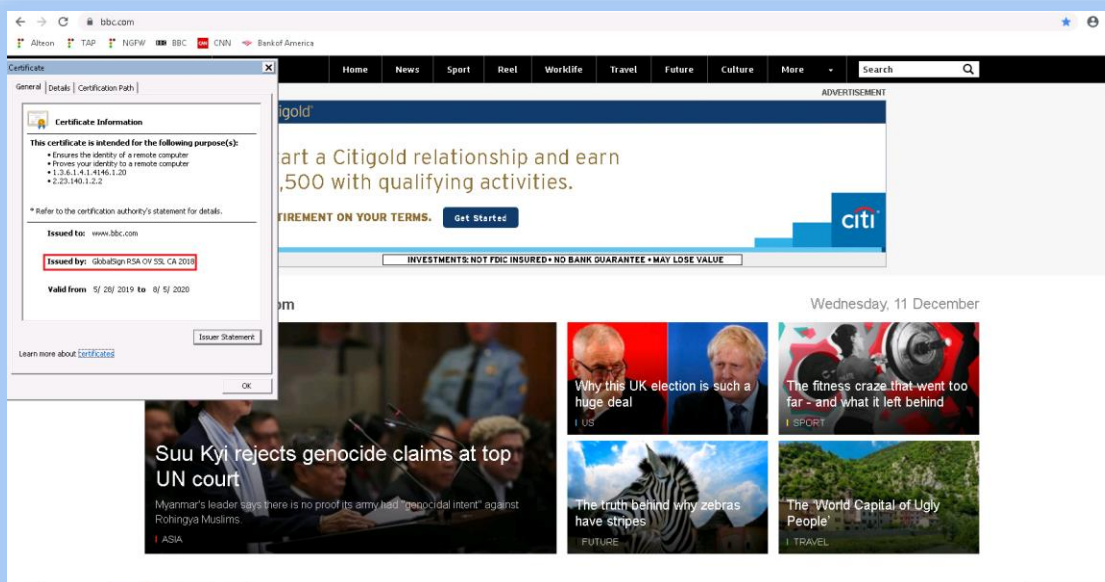 bbc.com
Alteon TAP NGFW BBC CNN Bank of America
Certificate
General Details Certification Path
Certificate Information
This certificate is intended for the following purpose(s):
• Ensures the identity of a remote computer
• Proves your identity to a remote computer
• 1.3.6.1.4.1.4146.1.20
• 2.23.140.1.2.2
* Refer to the certification authority's statement for details.
Issued to: www.bbc.com
Issued by: GlobalSign RSA OV SSL CA 2018
Valid from 5/ 28/ 2019 to 8/ 5/ 2020
Issuer Statement
Learn more about certificates
OK
Home News Sport Reel Worklife Travel Future Culture More Search
ADVERTISEMENT
igold®
art a Citigold relationship and earn
,500 with qualifying activities.
TIREMENT ON YOUR TERMS. Get Started
citi
INVESTMENTS: NOT FDIC INSURED • NO BANK GUARANTEE • MAY LOSE VALUE
om
Wednesday, 11 December
Suu Kyi rejects genocide claims at top
UN court
Myanmar's leader says there is no proof its army had "genocidal intent" against
Rohingya Muslims.
ASIA
Why this UK election is such a
huge deal
US
The fitness craze that went too
far - and what it left behind
SPORT
The truth behind why zebras
have stripes
FUTURE
The 'World Capital of Ugly
People'
TRAVEL